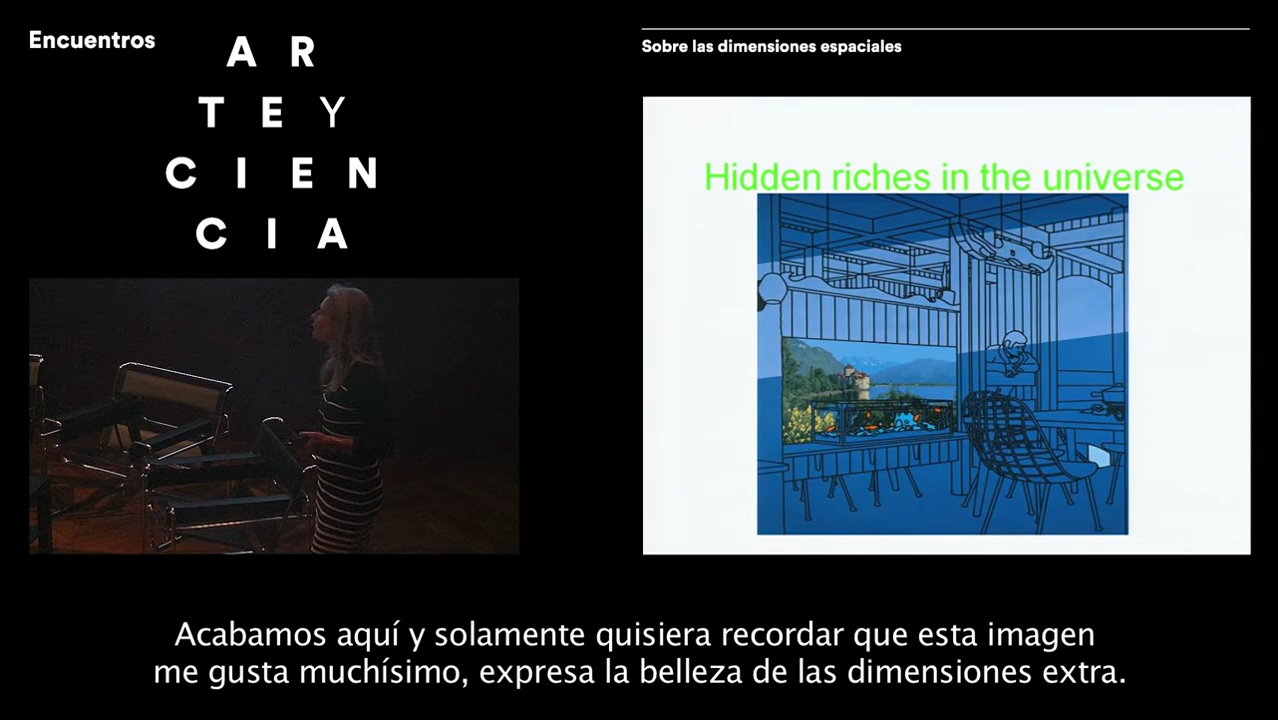 Encuentros
A R
T E Y
C I E N
C I A
Sobre las dimensiones espaciales
Hidden riches in the universe
Acabamos aquí y solamente quisiera recordar que esta imagen
me gusta muchísimo, expresa la belleza de las dimensiones extra.